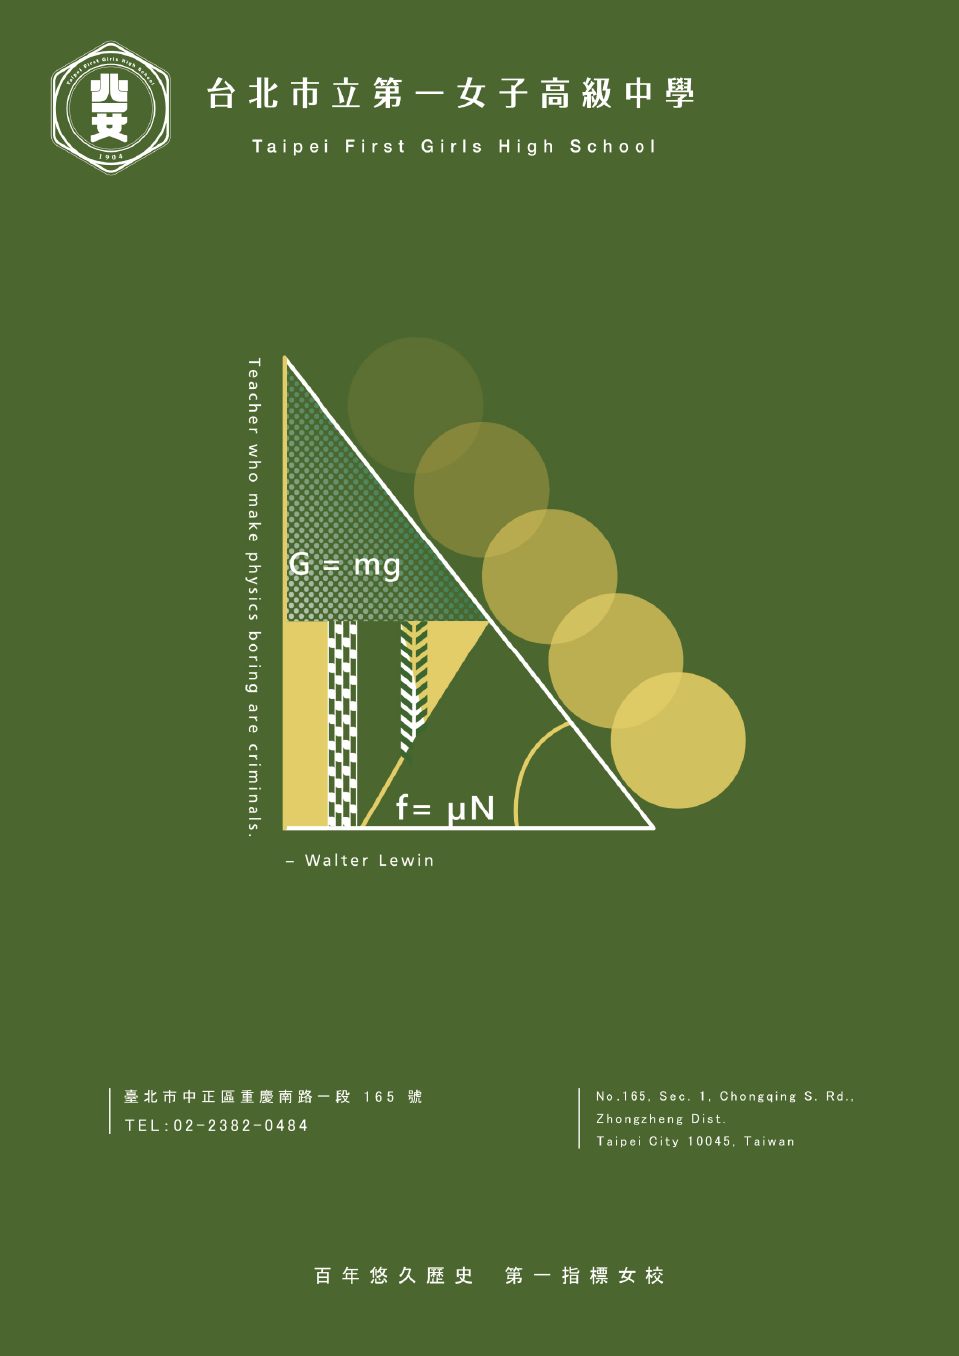 Taipei First Girls High School
北一女
1904
台北市立第一女子高級中學
Taipei First Girls High School
Teacher who make physics boring are criminals.
G = mg
f= μN
– Walter Lewin
臺北市中正區重慶南路一段 165 號
TEL:02-2382-0484
No.165, Sec. 1, Chongqing S. Rd.,
Zhongzheng Dist.
Taipei City 10045, Taiwan
百年悠久歷史 第一指標女校